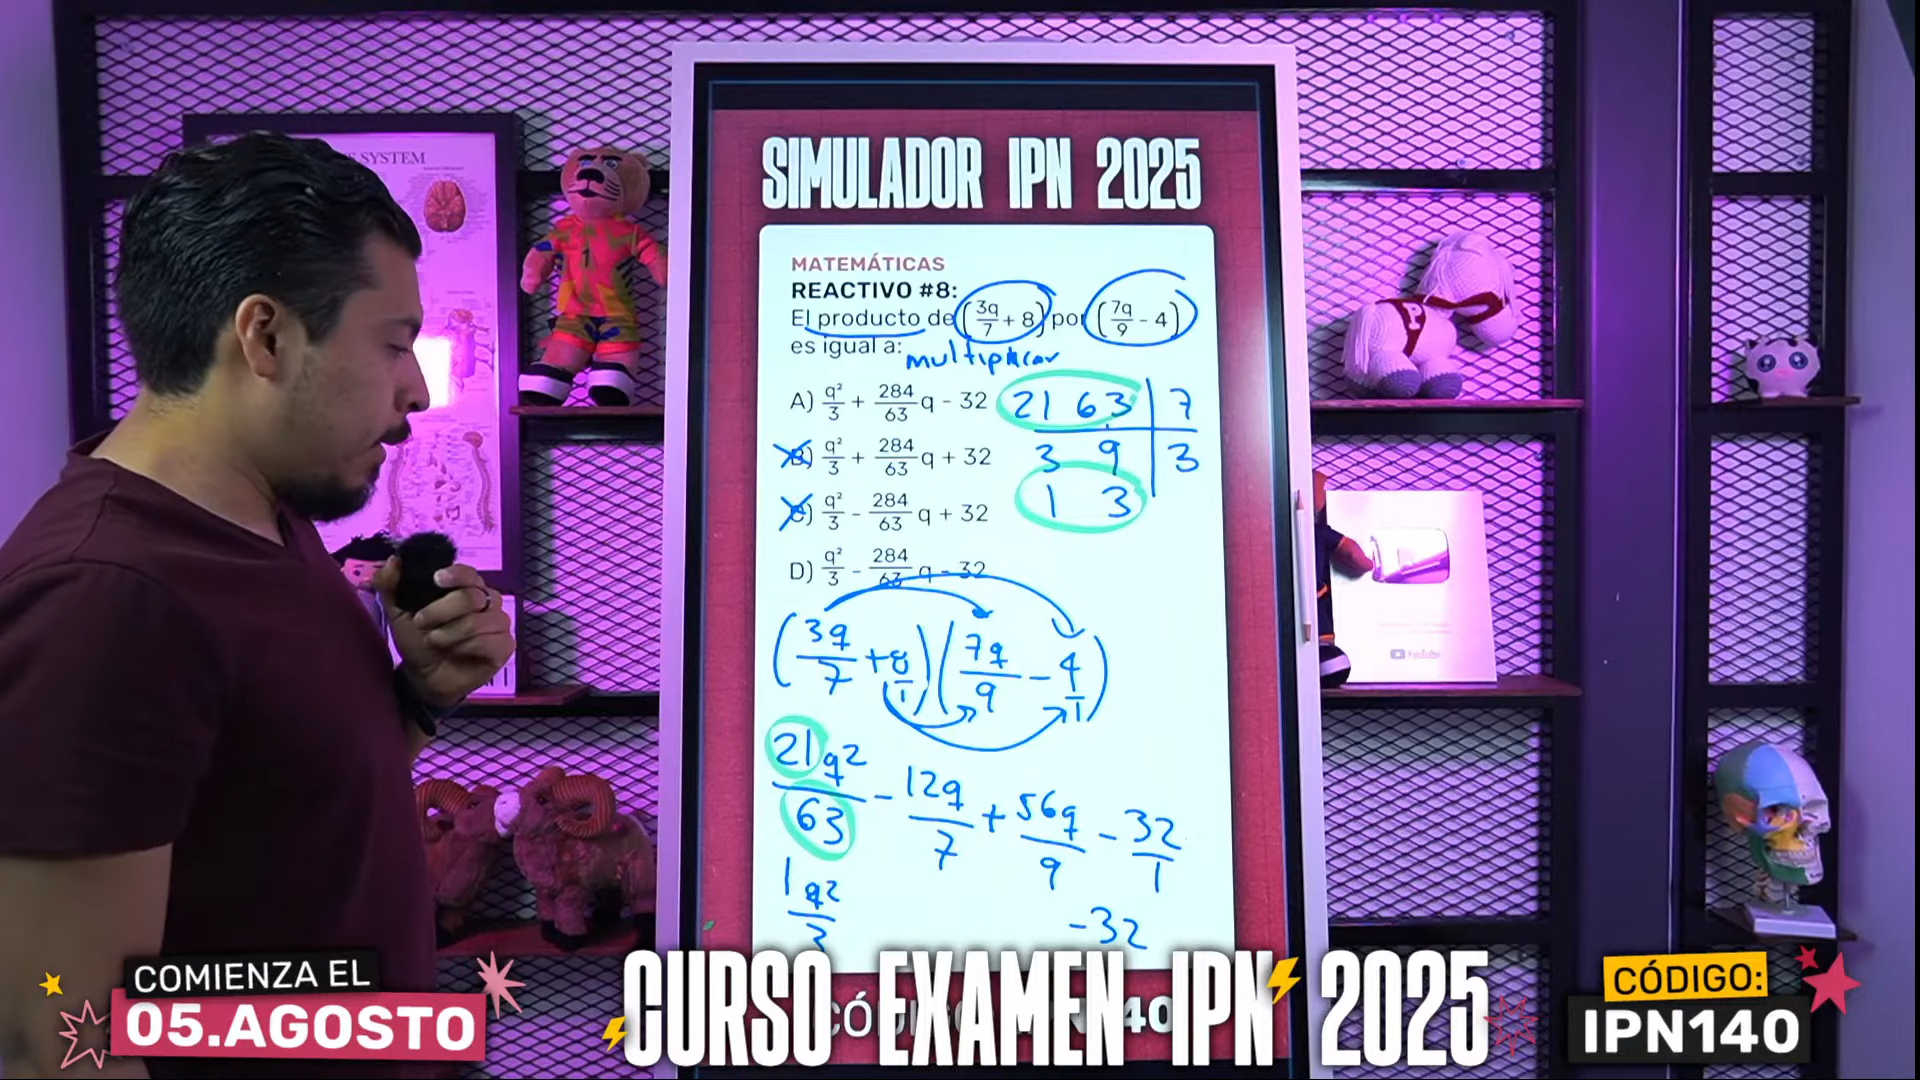 S SYSTEM
SIMULADOR IPN 2025
MATEMÁTICAS
REACTIVO #8:
El producto de (3q/7 + 8) por (7q/9 - 4)
es igual a:
multiplicar
A) q²/3 + 284/63 q - 32
B) q²/3 + 284/63 q + 32
C) q²/3 - 284/63 q + 32
D) q²/3 - 284/63 q - 32
21 63 | 7
3 9 | 3
1 3
(3q/7 + 8/1)(7q/9 - 4/1)
21q²/63 - 12q/7 + 56q/9 - 32/1
1q²/3
-32
YouTube
P
1
COMIENZA EL
05.AGOSTO
CURSO EXAMEN IPN 2025
CÓDIGO:
IPN140